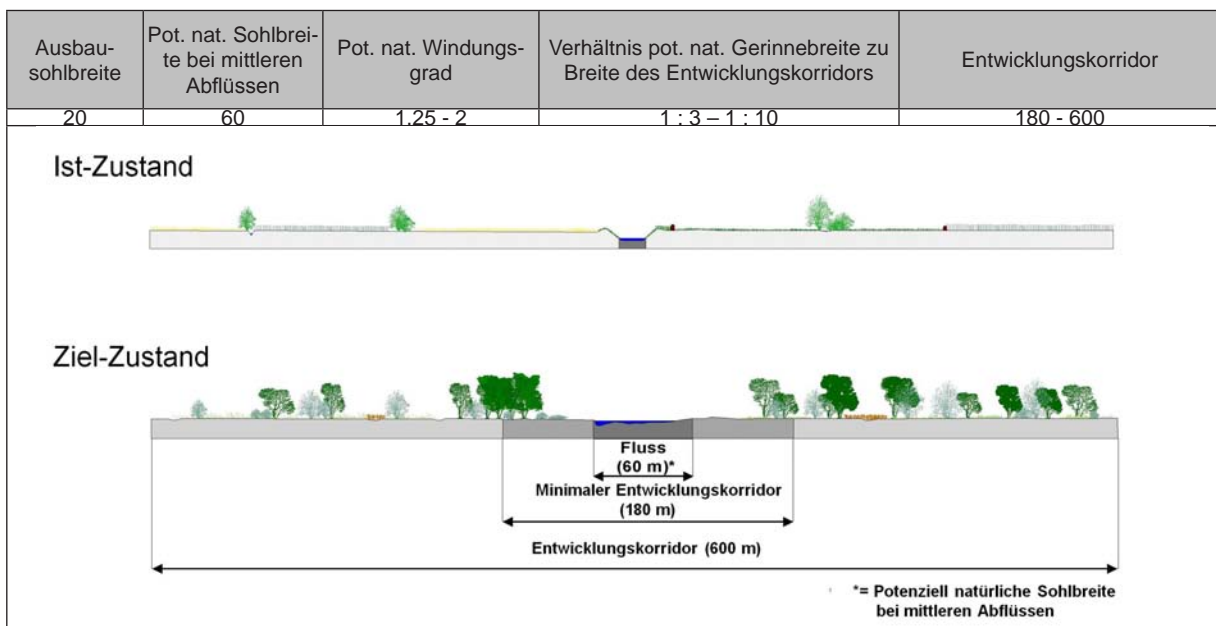 Ausbau-
sohlbreite
Pot. nat. Sohlbrei-
te bei mittleren
Abflüssen
Pot. nat. Windungs-
grad
Verhältnis pot. nat. Gerinnebreite zu
Breite des Entwicklungskorridors
Entwicklungskorridor
20
60
1,25 - 2
1 : 3 – 1 : 10
180 - 600
Ist-Zustand
Ziel-Zustand
Fluss
(60 m)*
Minimaler Entwicklungskorridor
(180 m)
Entwicklungskorridor (600 m)
*= Potenziell natürliche Sohlbreite
bei mittleren Abflüssen